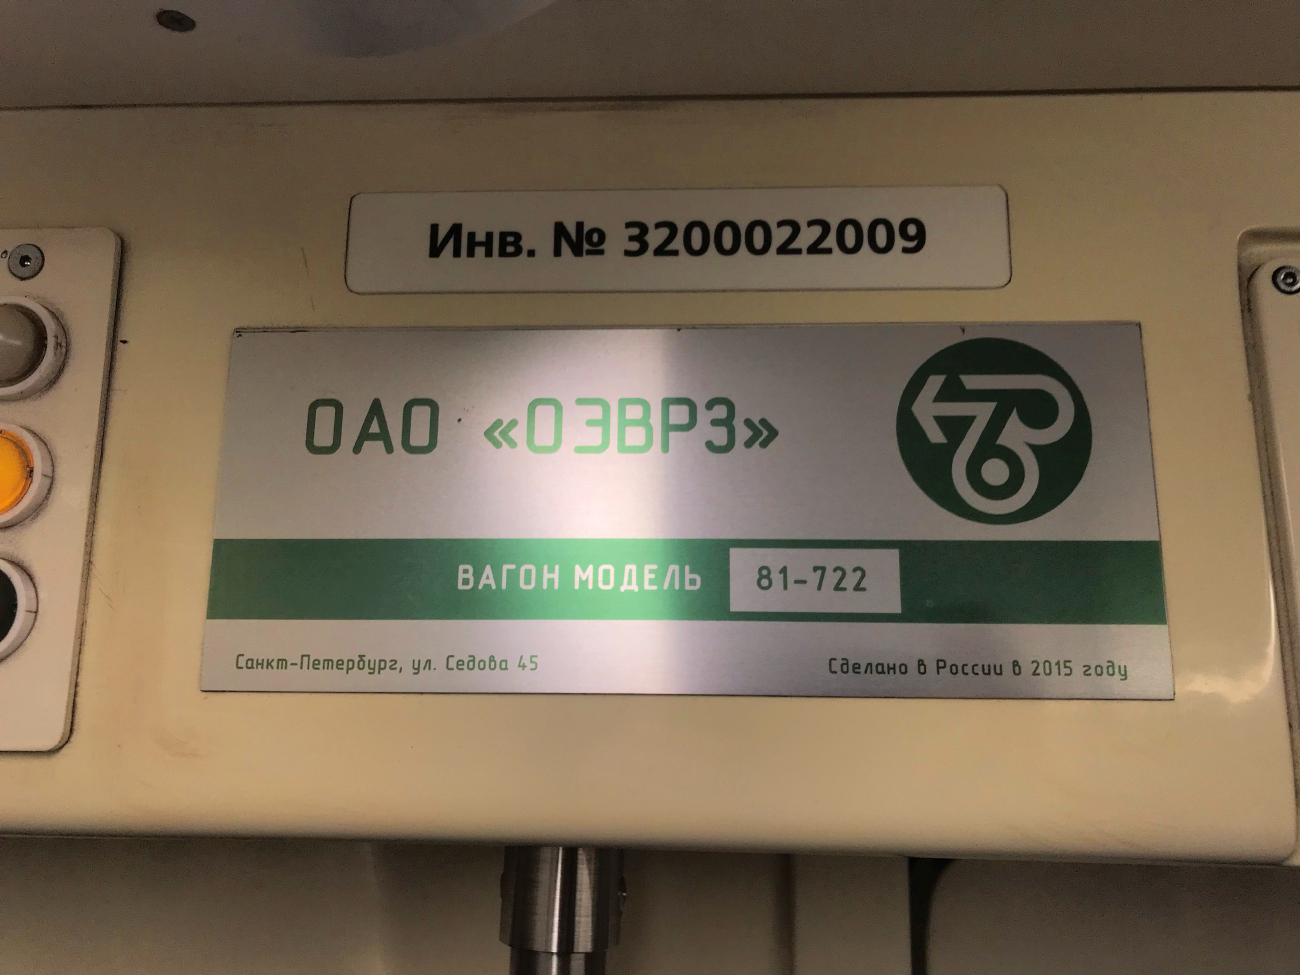 Инв. № 3200022009
ОАО «ОЭВРЗ»
ВАГОН МОДЕЛЬ 81-722
Санкт-Петербург, ул. Седова 45
Сделано в России в 2015 году